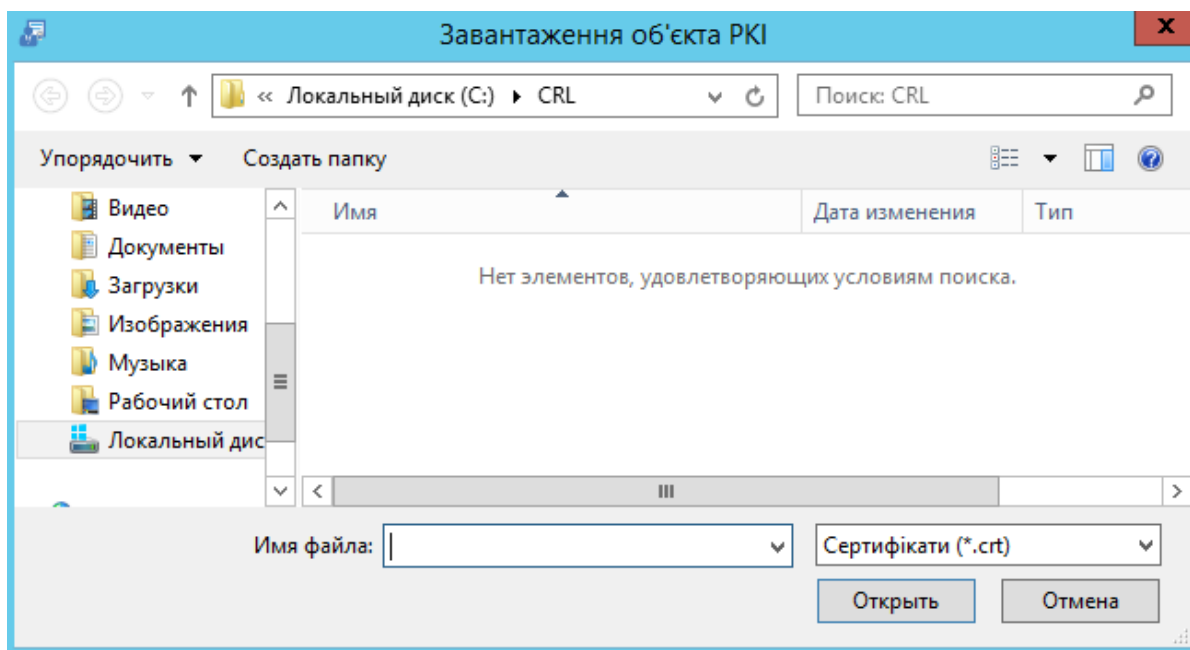 Завантаження об'єкта PKI
x
« Локальный диск (C:) CRL
Поиск: CRL
Упорядочить Создать папку
Видео
Документы
Загрузки
Изображения
Музыка
Рабочий стол
Локальный дис
Имя Дата изменения Тип
Нет элементов, удовлетворяющих условиям поиска.
Имя файла:
Сертифікати (*.crt)
Открыть Отмена